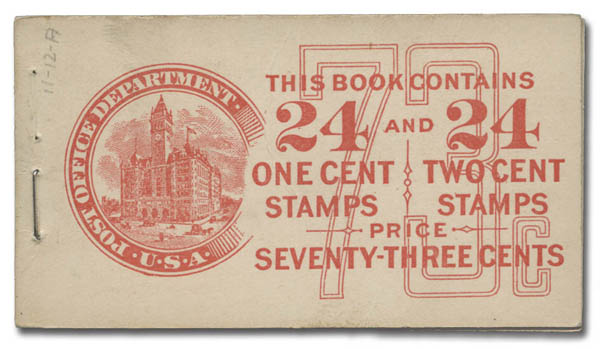 11-12-A
POST OFFICE DEPARTMENT
· U · S · A ·
73c
THIS BOOK CONTAINS
24 AND 24
ONE CENT TWO CENT
STAMPS STAMPS
PRICE
SEVENTY-THREE CENTS